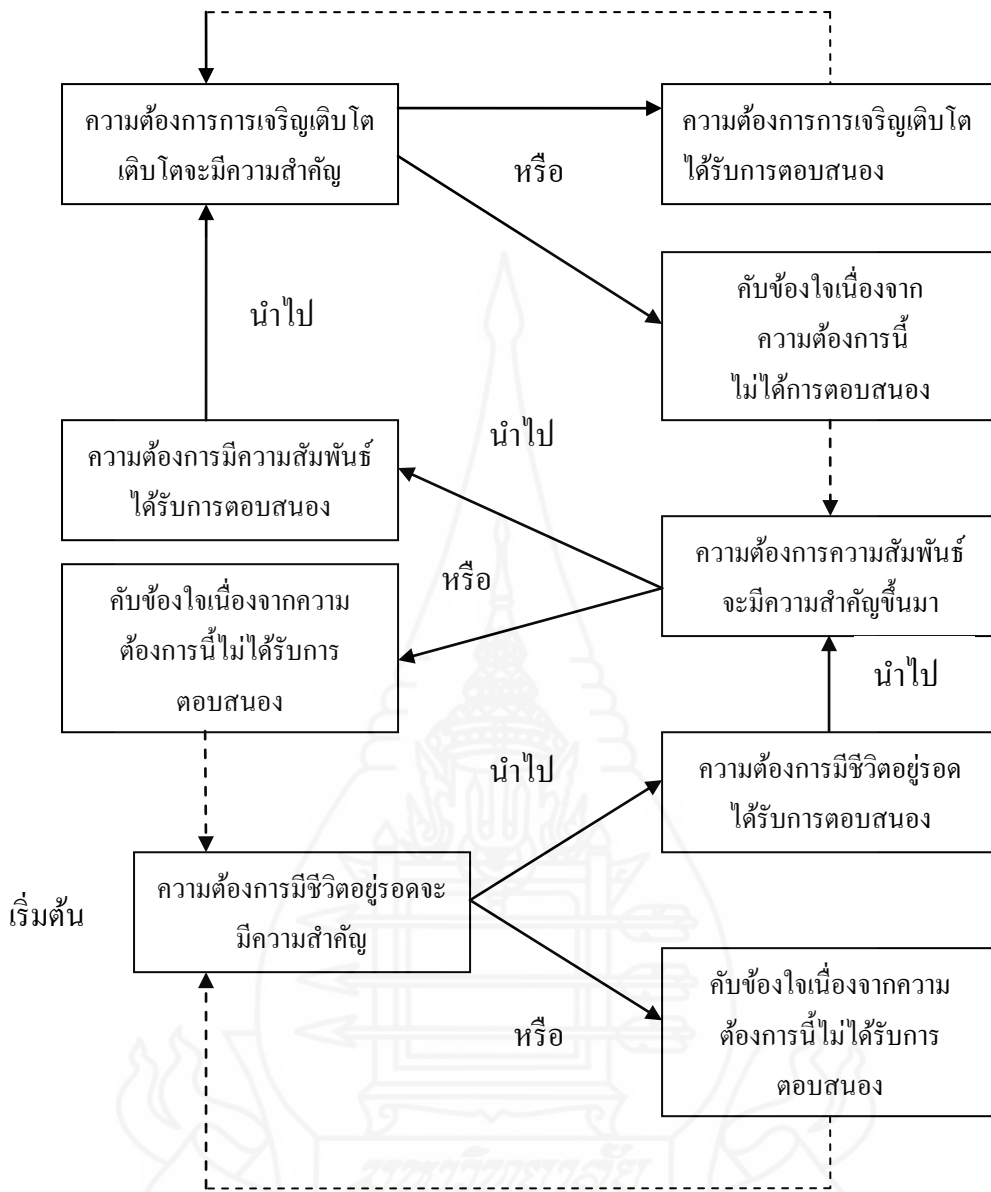 ความต้องการการเจริญเติบโต
เติบโตจะมีความสำคัญ
ความต้องการการเจริญเติบโต
ได้รับการตอบสนอง
หรือ
คับข้องใจเนื่องจาก
ความต้องการนี้
ไม่ได้การตอบสนอง
นำไป
นำไป
ความต้องการมีความสัมพันธ์
ได้รับการตอบสนอง
ความต้องการความสัมพันธ์
จะมีความสำคัญขึ้นมา
หรือ
คับข้องใจเนื่องจากความ
ต้องการนี้ไม่ได้รับการ
ตอบสนอง
นำไป
นำไป
ความต้องการมีชีวิตอยู่รอด
ได้รับการตอบสนอง
เริ่มต้น
ความต้องการมีชีวิตอยู่รอดจะ
มีความสำคัญ
หรือ
คับข้องใจเนื่องจากความ
ต้องการนี้ไม่ได้รับการ
ตอบสนอง